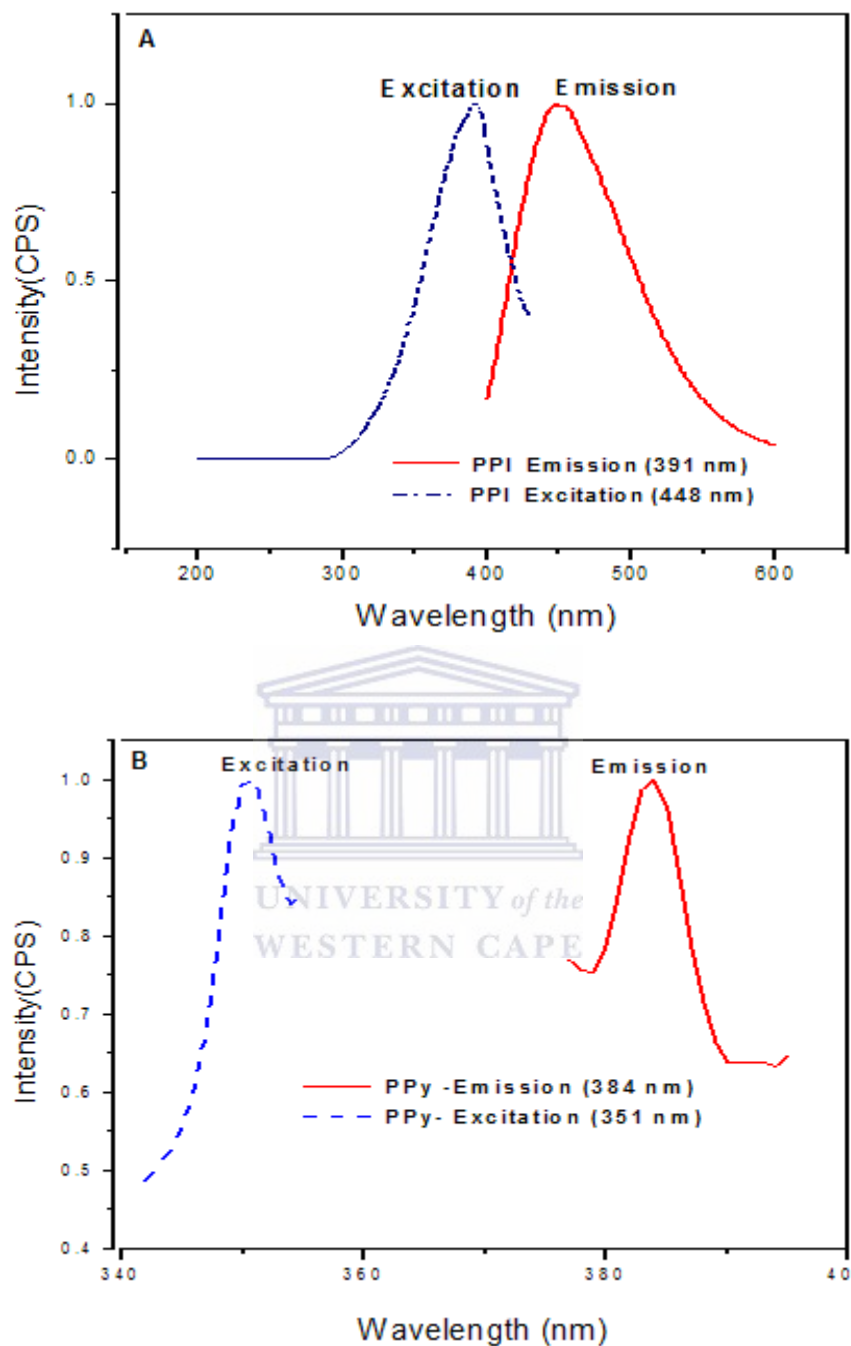 A
Excitation Emission
1.0
0.5
0.0
Intensity(CPS)
PPI Emission (391 nm)
PPI Excitation (448 nm)
200 300 400 500 600
Wavelength (nm)
B
Excitation Emission
1.0
0.9
0.8
0.7
0.6
0.5
0.4
Intensity(CPS)
UNIVERSITY of the
WESTERN CAPE
PPy -Emission (384 nm)
PPy- Excitation (351 nm)
340 360 380 40
Wavelength (nm)